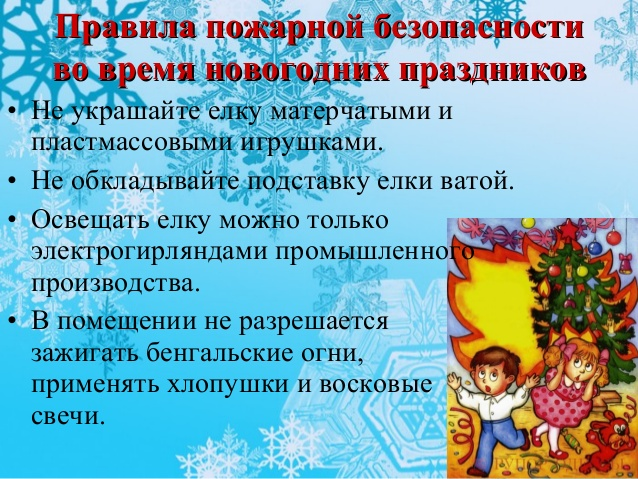 Правила пожарной безопасности
во время новогодних праздников
• Не украшайте елку матерчатыми и
пластмассовыми игрушками.
• Не обкладывайте подставку елки ватой.
• Освещать елку можно только
электрогирляндами промышленного
производства.
• В помещении не разрешается
зажигать бенгальские огни,
применять хлопушки и восковые
свечи.